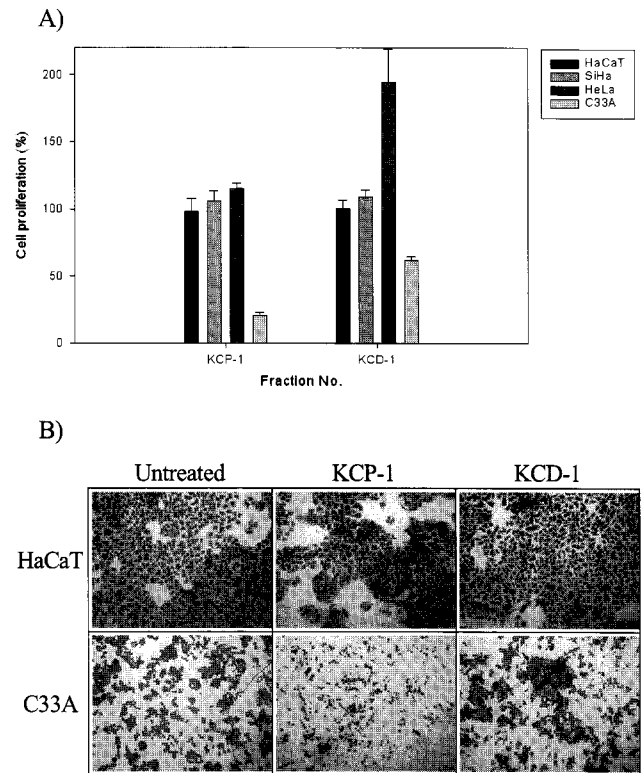 A)
HaCaT
SiHa
HeLa
C33A
200
150
100
50
0
Cell proliferation (%)
KCP-1 KCD-1
Fraction No.
B)
Untreated KCP-1 KCD-1
HaCaT
C33A